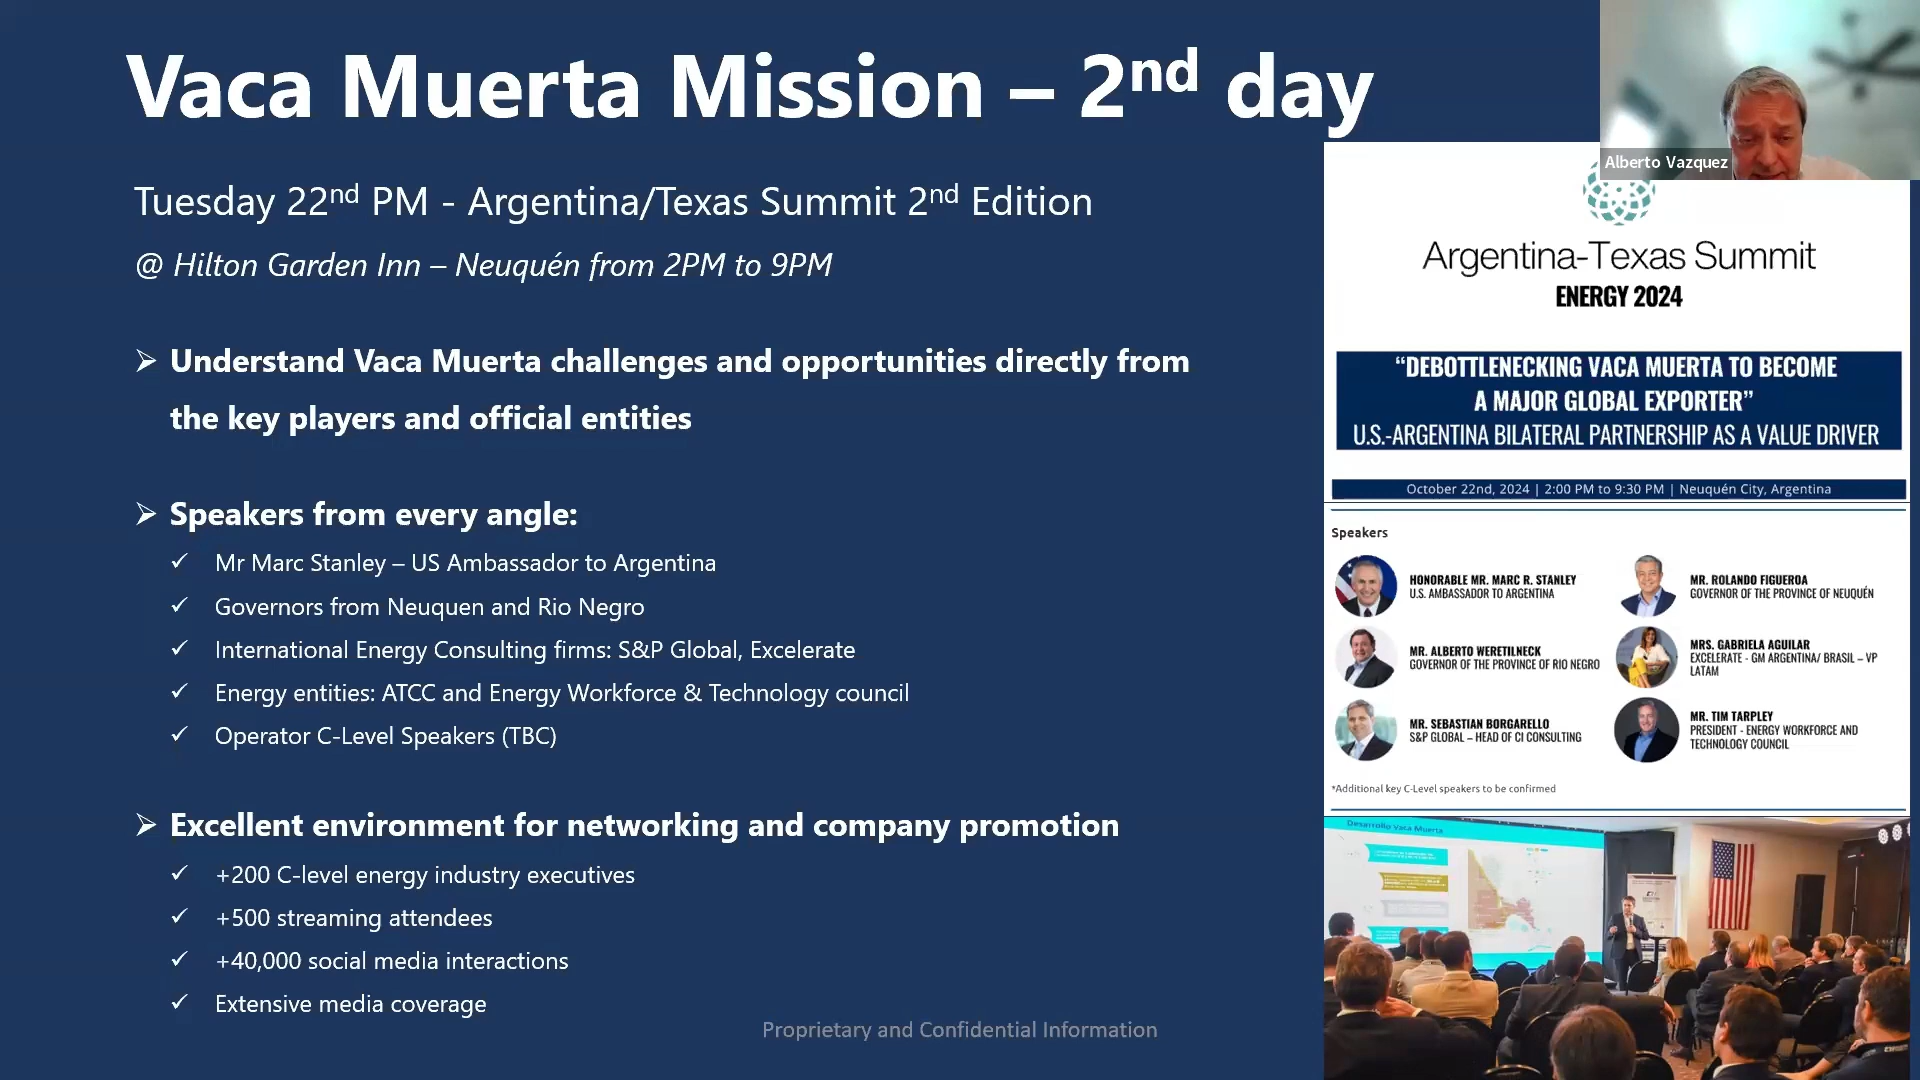 Vaca Muerta Mission – 2nd day
Alberto Vazquez
Tuesday 22nd PM - Argentina/Texas Summit 2nd Edition
@ Hilton Garden Inn – Neuquén from 2PM to 9PM
Understand Vaca Muerta challenges and opportunities directly from
the key players and official entities
Speakers from every angle:
Mr Marc Stanley – US Ambassador to Argentina
Governors from Neuquen and Rio Negro
International Energy Consulting firms: S&P Global, Excelerate
Energy entities: ATCC and Energy Workforce & Technology council
Operator C-Level Speakers (TBC)
Excellent environment for networking and company promotion
+200 C-level energy industry executives
+500 streaming attendees
+40,000 social media interactions
Extensive media coverage
Proprietary and Confidential Information
Argentina-Texas Summit
ENERGY 2024
“DEBOTTLENECKING VACA MUERTA TO BECOME
A MAJOR GLOBAL EXPORTER”
U.S.-ARGENTINA BILATERAL PARTNERSHIP AS A VALUE DRIVER
October 22nd, 2024 | 2:00 PM to 9:30 PM | Neuquén City, Argentina
Speakers
HONORABLE MR. MARC R. STANLEY
U.S. AMBASSADOR TO ARGENTINA
MR. ROLANDO FIGUEROA
GOVERNOR OF THE PROVINCE OF NEUQUÉN
MR. ALBERTO WERETILNECK
GOVERNOR OF THE PROVINCE OF RIO NEGRO
MRS. GABRIELA AGUILAR
EXCELERATE - GM ARGENTINA/ BRASIL – VP
LATAM
MR. SEBASTIAN BORGARELLO
S&P GLOBAL – HEAD OF CI CONSULTING
MR. TIM TARPLEY
PRESIDENT - ENERGY WORKFORCE AND
TECHNOLOGY COUNCIL
*Additional key C-Level speakers to be confirmed
Desarrollo Vaca Muerta